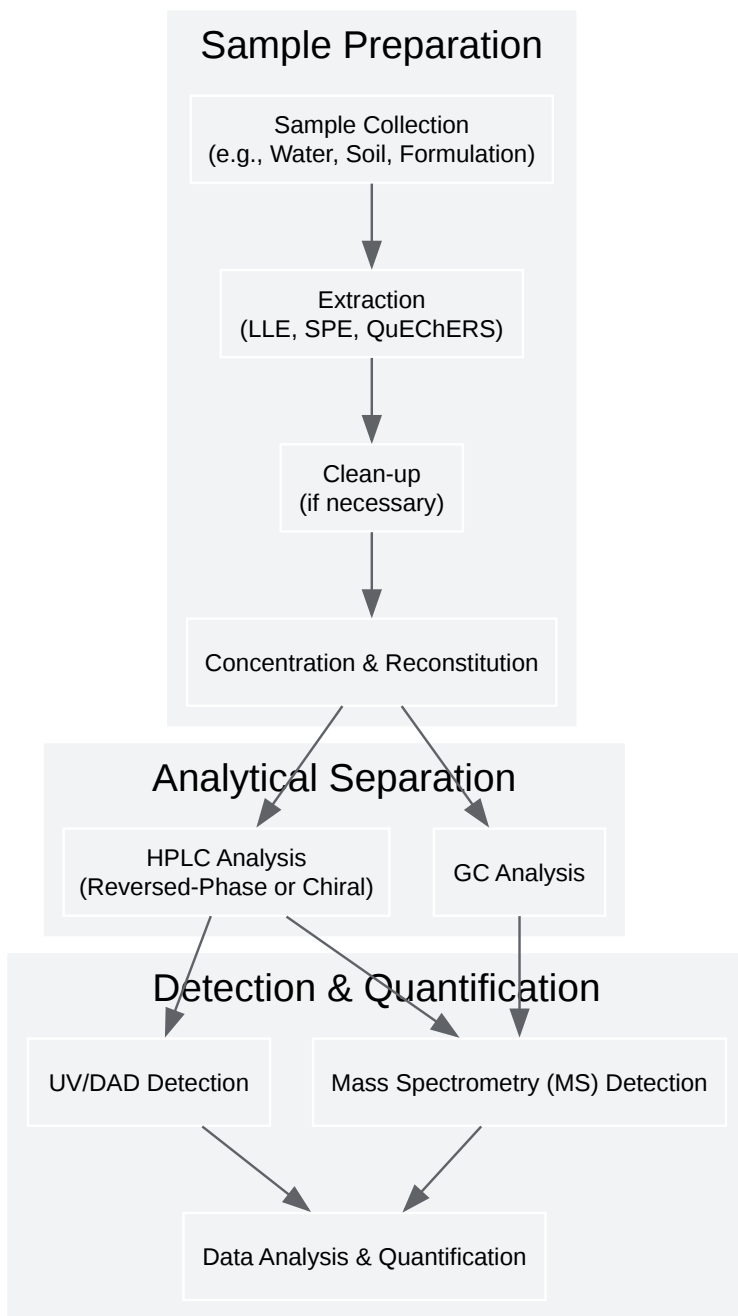 Sample Preparation
Sample Collection
(e.g., Water, Soil, Formulation)
Extraction
(LLE, SPE, QuEChERS)
Clean-up
(if necessary)
Concentration & Reconstitution
Analytical Separation
HPLC Analysis
(Reversed-Phase or Chiral)
GC Analysis
Detection & Quantification
UV/DAD Detection
Mass Spectrometry (MS) Detection
Data Analysis & Quantification